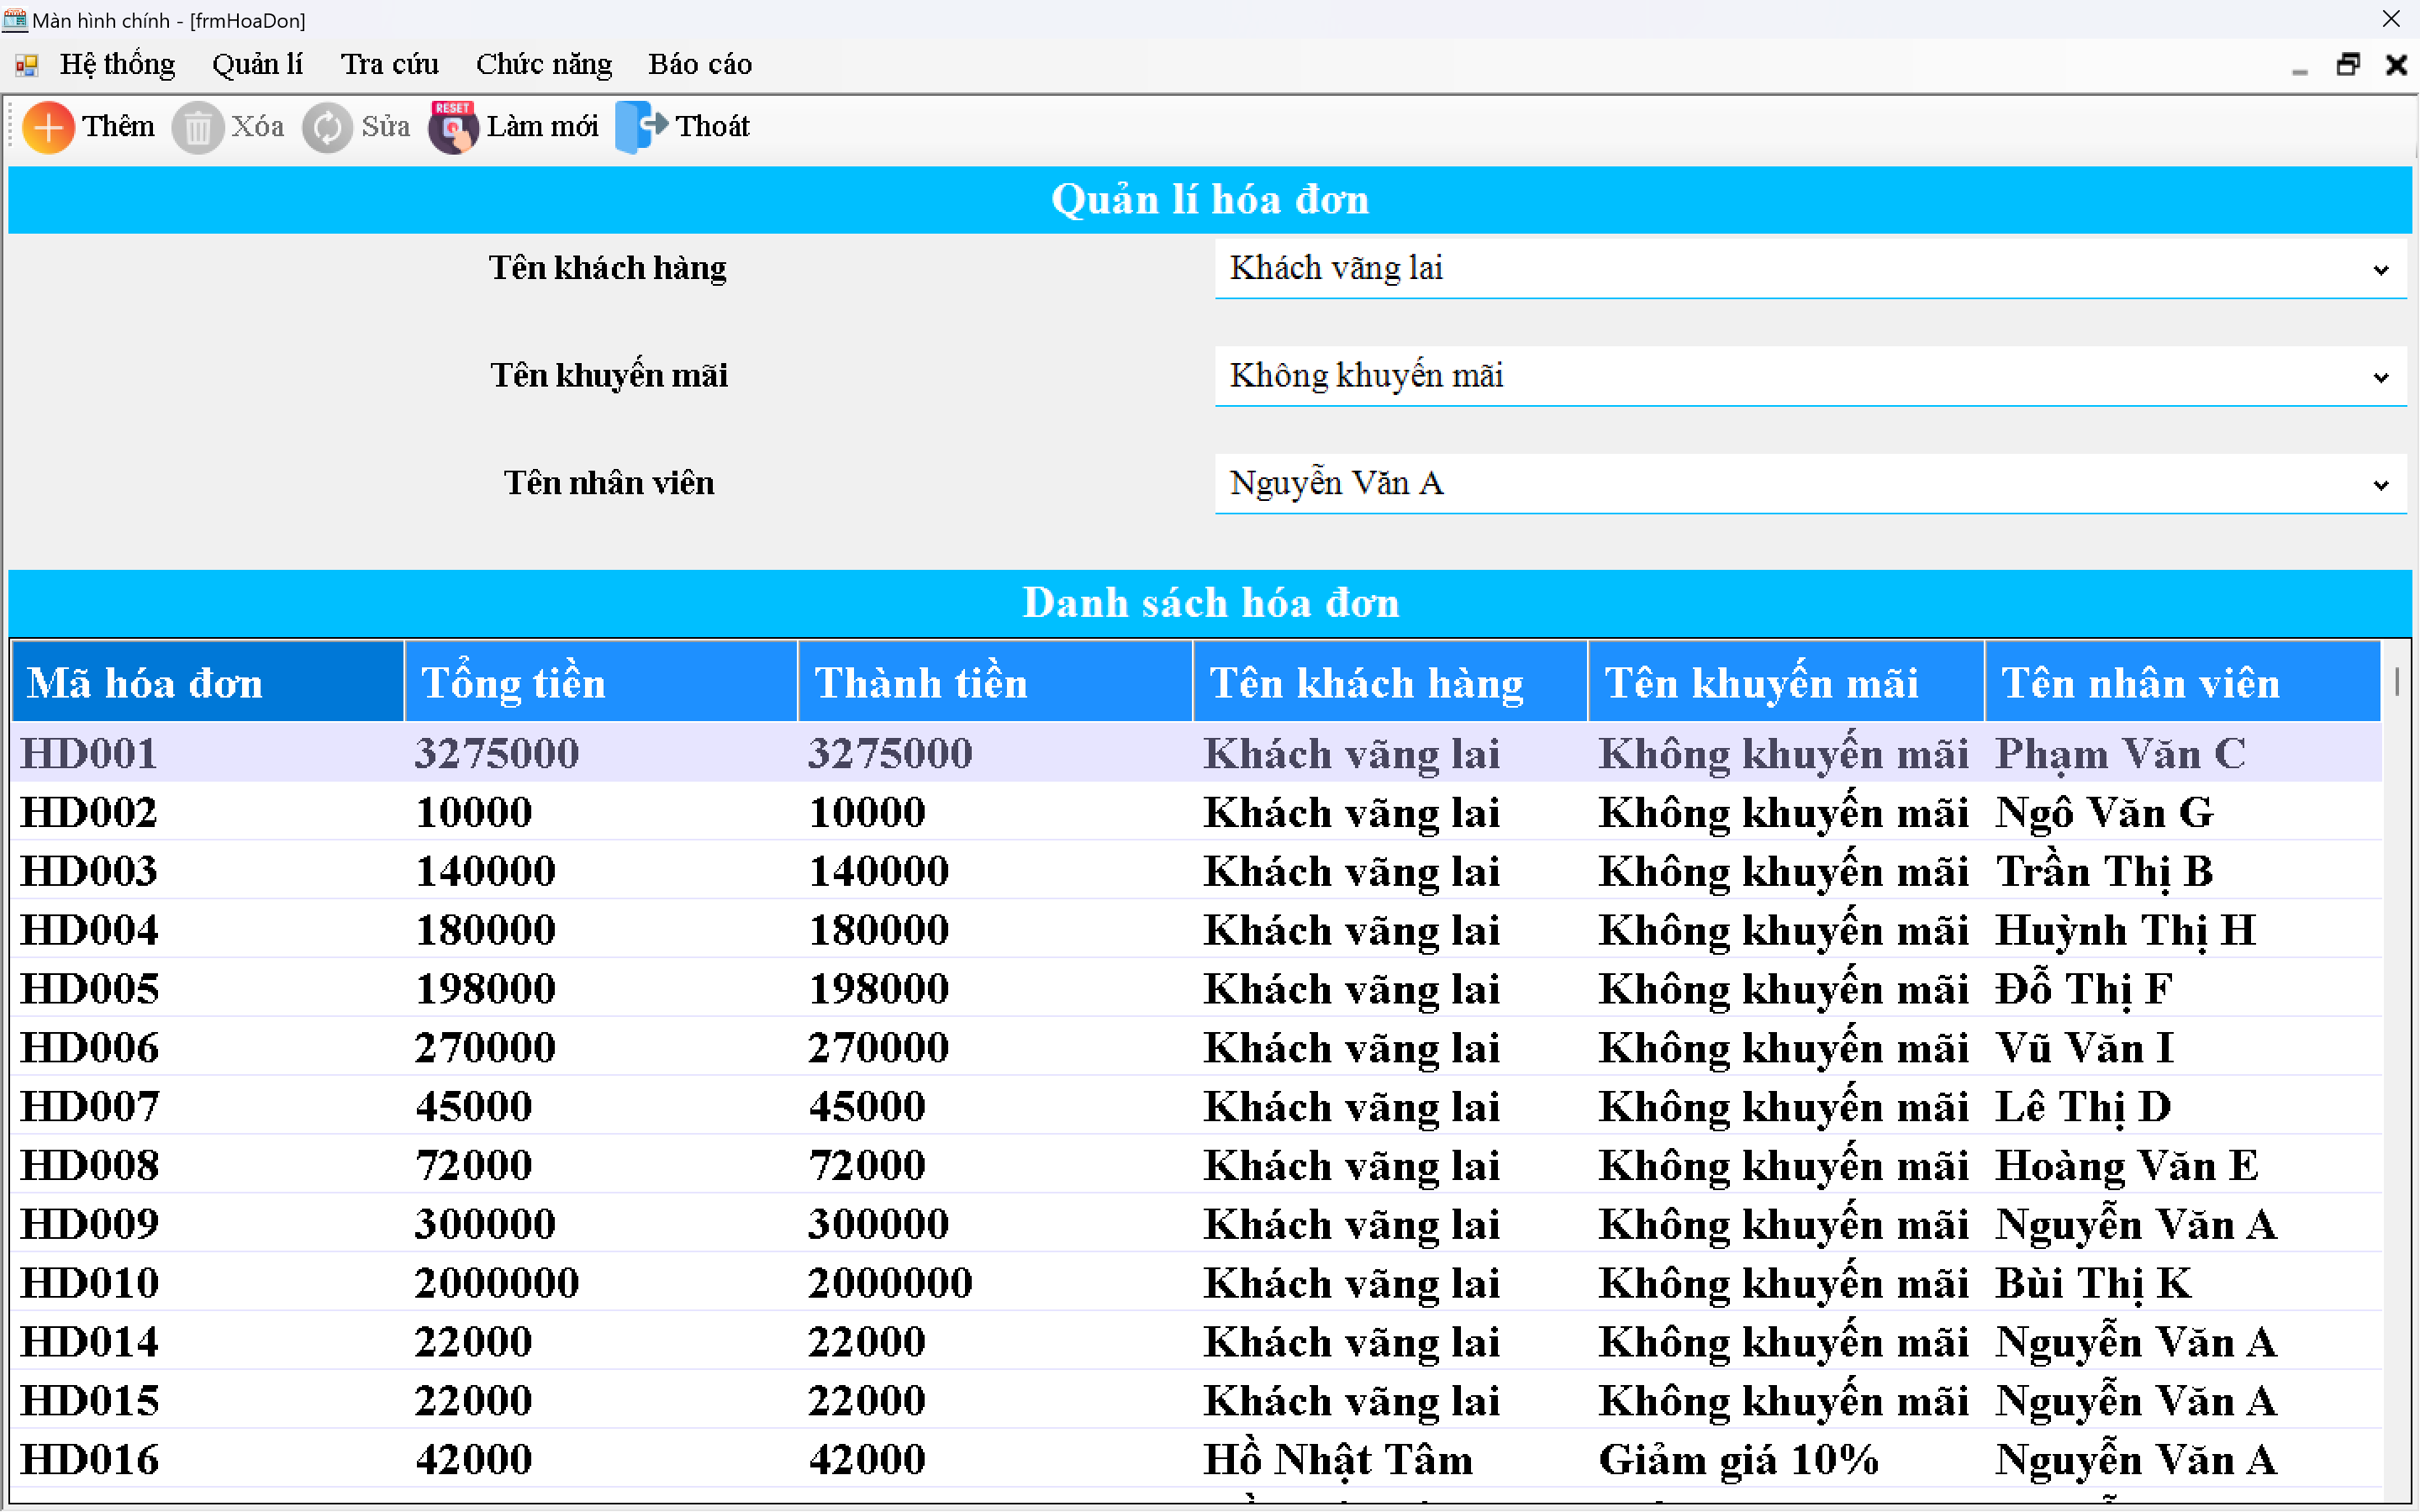 Màn hình chính - [frmHoaDon]
Hệ thống Quản lí Tra cứu Chức năng Báo cáo
Thêm Xóa Sửa RESET Làm mới Thoát
Quản lí hóa đơn
Tên khách hàng Khách vãng lai
Tên khuyến mãi Không khuyến mãi
Tên nhân viên Nguyễn Văn A
Danh sách hóa đơn
Mã hóa đơn Tổng tiền Thành tiền Tên khách hàng Tên khuyến mãi Tên nhân viên
HD001 3275000 3275000 Khách vãng lai Không khuyến mãi Phạm Văn C
HD002 10000 10000 Khách vãng lai Không khuyến mãi Ngô Văn G
HD003 140000 140000 Khách vãng lai Không khuyến mãi Trần Thị B
HD004 180000 180000 Khách vãng lai Không khuyến mãi Huỳnh Thị H
HD005 198000 198000 Khách vãng lai Không khuyến mãi Đỗ Thị F
HD006 270000 270000 Khách vãng lai Không khuyến mãi Vũ Văn I
HD007 45000 45000 Khách vãng lai Không khuyến mãi Lê Thị D
HD008 72000 72000 Khách vãng lai Không khuyến mãi Hoàng Văn E
HD009 300000 300000 Khách vãng lai Không khuyến mãi Nguyễn Văn A
HD010 2000000 2000000 Khách vãng lai Không khuyến mãi Bùi Thị K
HD014 22000 22000 Khách vãng lai Không khuyến mãi Nguyễn Văn A
HD015 22000 22000 Khách vãng lai Không khuyến mãi Nguyễn Văn A
HD016 42000 42000 Hồ Nhật Tâm Giảm giá 10% Nguyễn Văn A